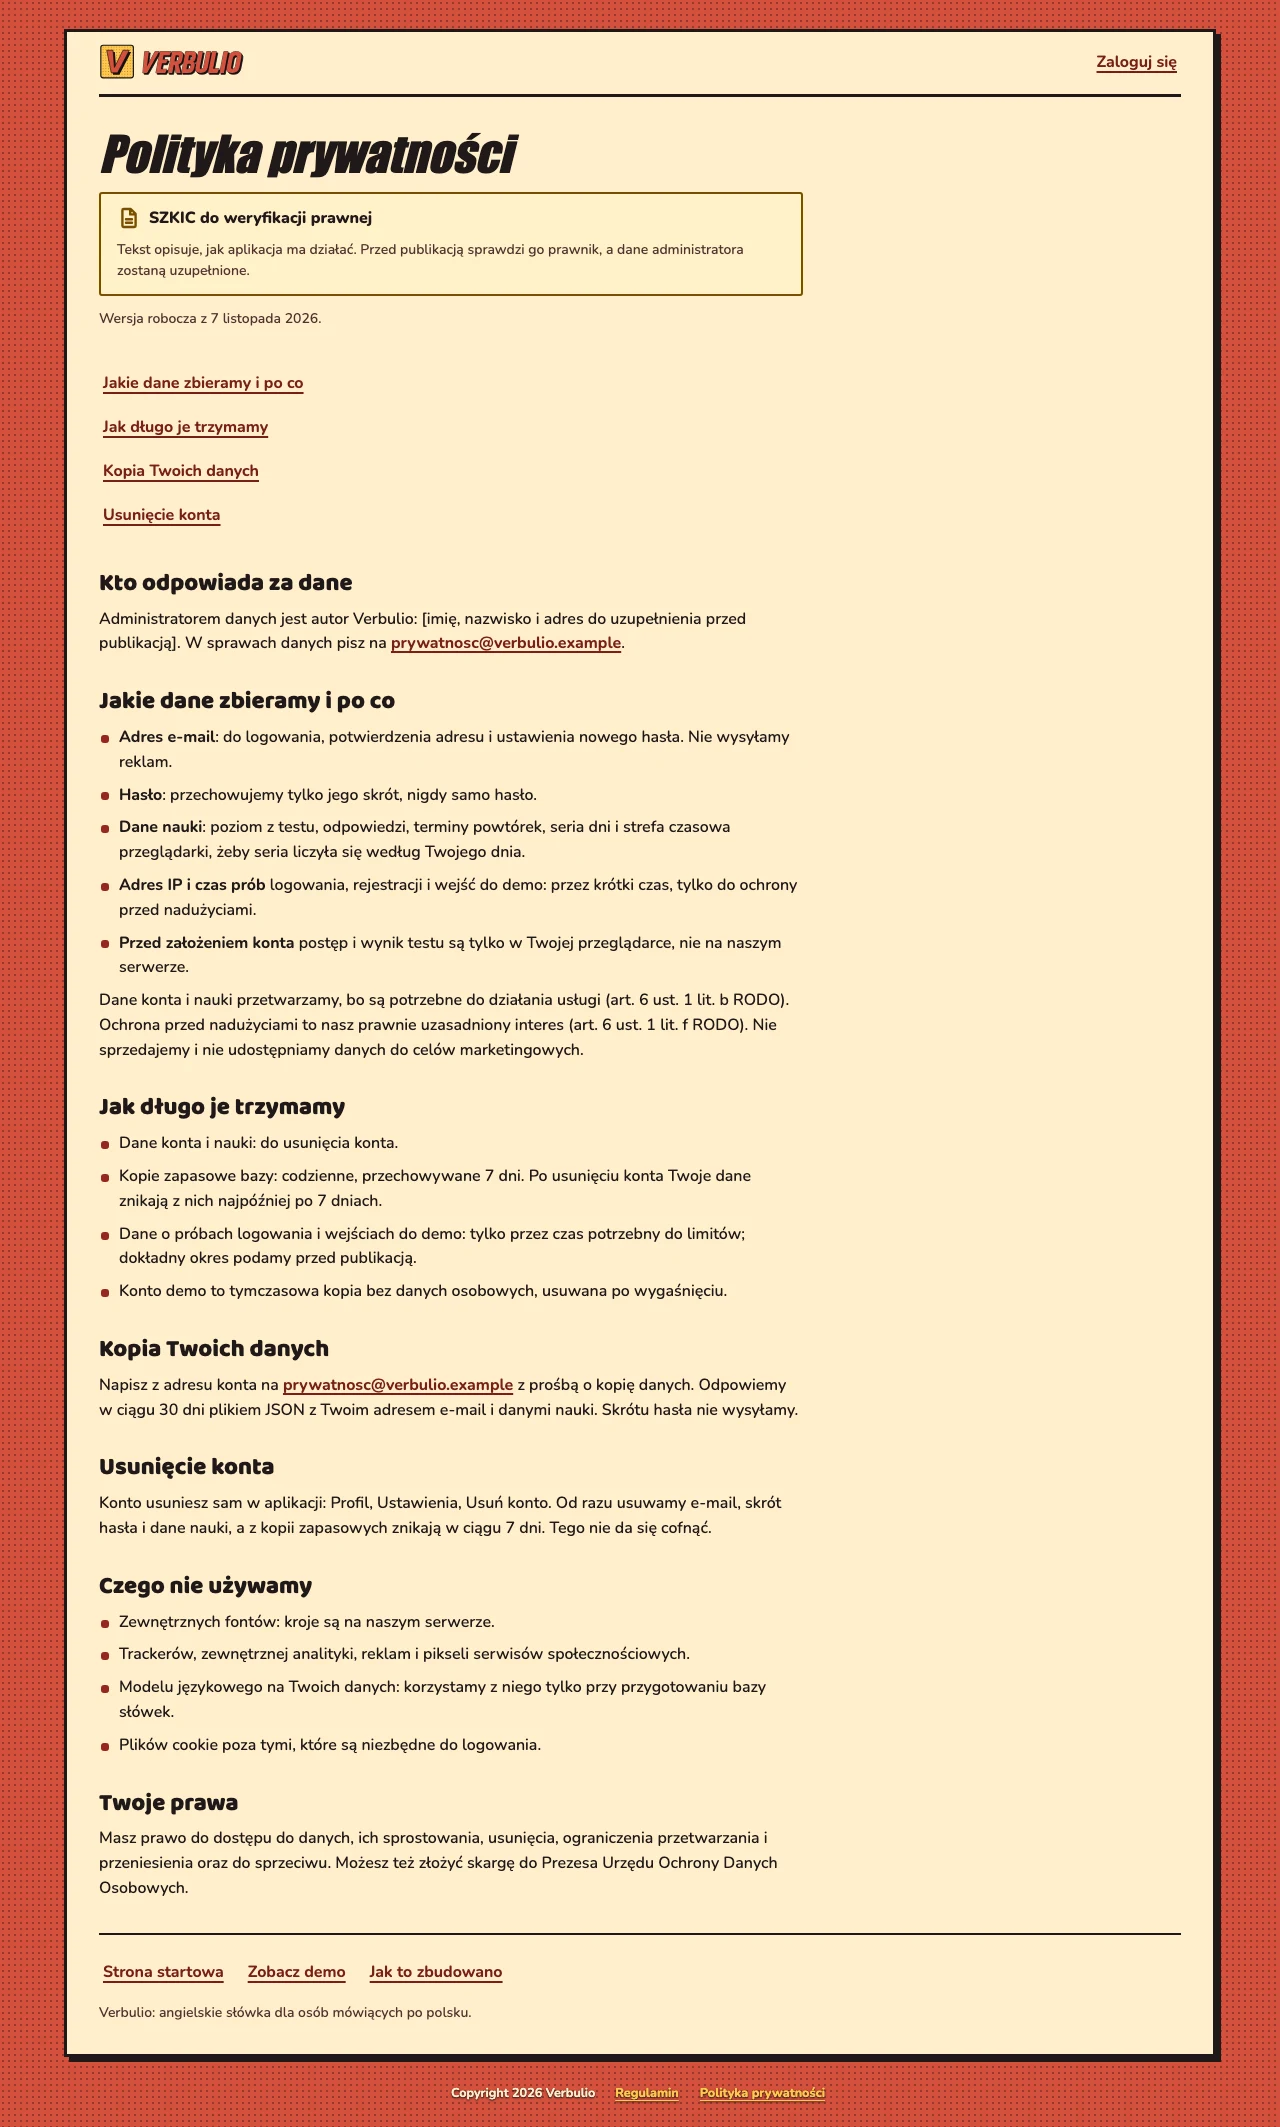 V VERBULIO
Zaloguj się
Polityka prywatności
SZKIC do weryfikacji prawnej
Tekst opisuje, jak aplikacja ma działać. Przed publikacją sprawdzi go prawnik, a dane administratora
zostaną uzupełnione.
Wersja robocza z 7 listopada 2026.
Jakie dane zbieramy i po co
Jak długo je trzymamy
Kopia Twoich danych
Usunięcie konta
Kto odpowiada za dane
Administratorem danych jest autor Verbulio: [imię, nazwisko i adres do uzupełnienia przed
publikacją]. W sprawach danych pisz na prywatnosc@verbulio.example.
Jakie dane zbieramy i po co
Adres e-mail: do logowania, potwierdzenia adresu i ustawienia nowego hasła. Nie wysyłamy
reklam.
Hasło: przechowujemy tylko jego skrót, nigdy samo hasło.
Dane nauki: poziom z testu, odpowiedzi, terminy powtórek, seria dni i strefa czasowa
przeglądarki, żeby seria liczyła się według Twojego dnia.
Adres IP i czas prób logowania, rejestracji i wejść do demo: przez krótki czas, tylko do ochrony
przed nadużyciami.
Przed założeniem konta postęp i wynik testu są tylko w Twojej przeglądarce, nie na naszym
serwerze.
Dane konta i nauki przetwarzamy, bo są potrzebne do działania usługi (art. 6 ust. 1 lit. b RODO).
Ochrona przed nadużyciami to nasz prawnie uzasadniony interes (art. 6 ust. 1 lit. f RODO). Nie
sprzedajemy i nie udostępniamy danych do celów marketingowych.
Jak długo je trzymamy
Dane konta i nauki: do usunięcia konta.
Kopie zapasowe bazy: codzienne, przechowywane 7 dni. Po usunięciu konta Twoje dane
znikają z nich najpóźniej po 7 dniach.
Dane o próbach logowania i wejściach do demo: tylko przez czas potrzebny do limitów;
dokładny okres podamy przed publikacją.
Konto demo to tymczasowa kopia bez danych osobowych, usuwana po wygaśnięciu.
Kopia Twoich danych
Napisz z adresu konta na prywatnosc@verbulio.example z prośbą o kopię danych. Odpowiemy
w ciągu 30 dni plikiem JSON z Twoim adresem e-mail i danymi nauki. Skrótu hasła nie wysyłamy.
Usunięcie konta
Konto usuniesz sam w aplikacji: Profil, Ustawienia, Usuń konto. Od razu usuwamy e-mail, skrót
hasła i dane nauki, a z kopii zapasowych znikają w ciągu 7 dni. Tego nie da się cofnąć.
Czego nie używamy
Zewnętrznych fontów: kroje są na naszym serwerze.
Trackerów, zewnętrznej analityki, reklam i pikseli serwisów społecznościowych.
Modelu językowego na Twoich danych: korzystamy z niego tylko przy przygotowaniu bazy
słówek.
Plików cookie poza tymi, które są niezbędne do logowania.
Twoje prawa
Masz prawo do dostępu do danych, ich sprostowania, usunięcia, ograniczenia przetwarzania i
przeniesienia oraz do sprzeciwu. Możesz też złożyć skargę do Prezesa Urzędu Ochrony Danych
Osobowych.
Strona startowa Zobacz demo Jak to zbudowano
Verbulio: angielskie słówka dla osób mówiących po polsku.
Copyright 2026 Verbulio Regulamin Polityka prywatności